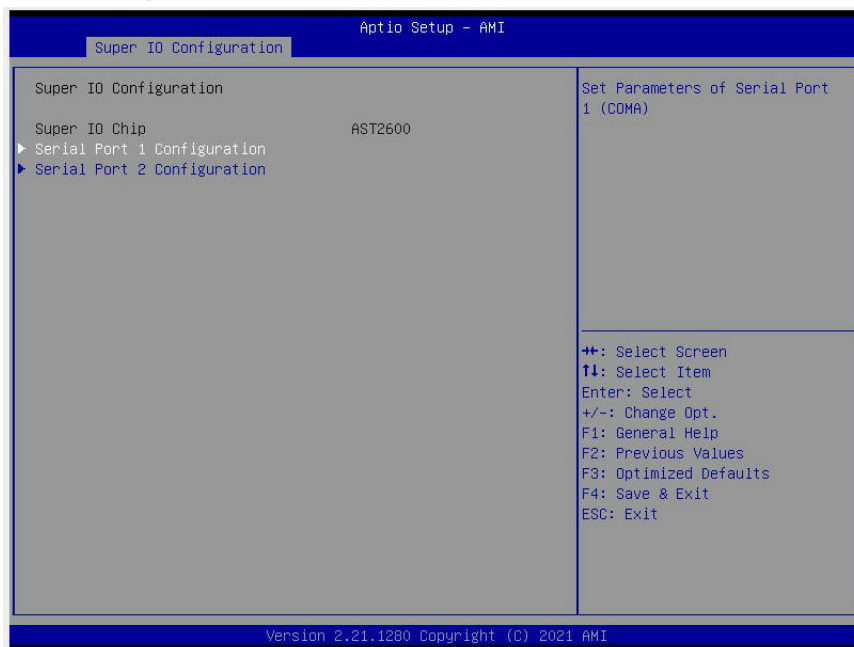 Aptio Setup - AMI
Super IO Configuration
Super IO Configuration
Super IO Chip AST2600
Serial Port 1 Configuration
Serial Port 2 Configuration
Set Parameters of Serial Port
1 (COMA)
→←: Select Screen
↑↓: Select Item
Enter: Select
+/-: Change Opt.
F1: General Help
F2: Previous Values
F3: Optimized Defaults
F4: Save & Exit
ESC: Exit
Version 2.21.1280 Copyright (C) 2021 AMI